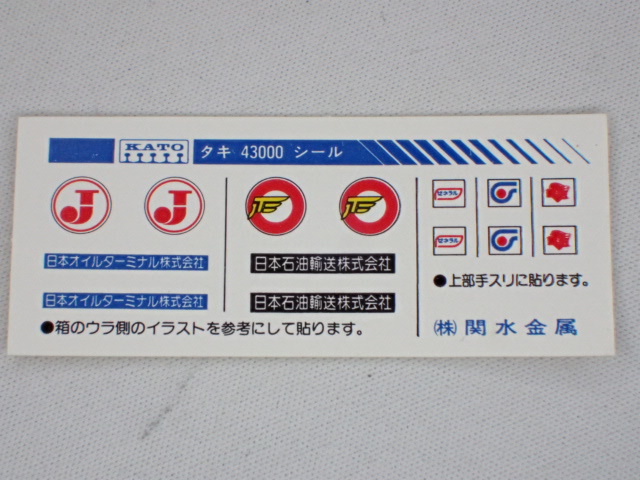 KATO タキ 43000 シール
J J
日本オイルターミナル株式会社
日本オイルターミナル株式会社
●箱のウラ側のイラストを参考にして貼ります。
日本石油輸送株式会社
日本石油輸送株式会社
●上部手スリに貼ります。
㈱ 関水金属